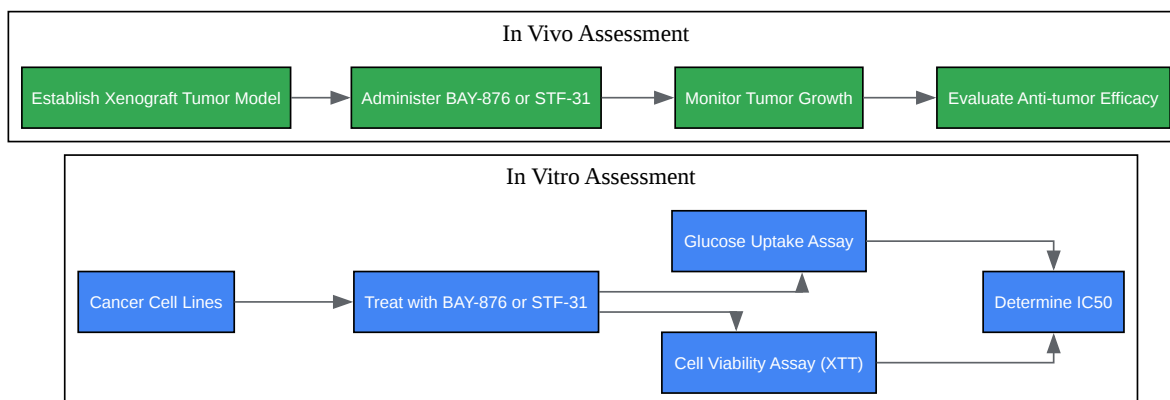 In Vivo Assessment
Establish Xenograft Tumor Model
Administer BAY-876 or STF-31
Monitor Tumor Growth
Evaluate Anti-tumor Efficacy
In Vitro Assessment
Glucose Uptake Assay
Cancer Cell Lines
Treat with BAY-876 or STF-31
Determine IC50
Cell Viability Assay (XTT)